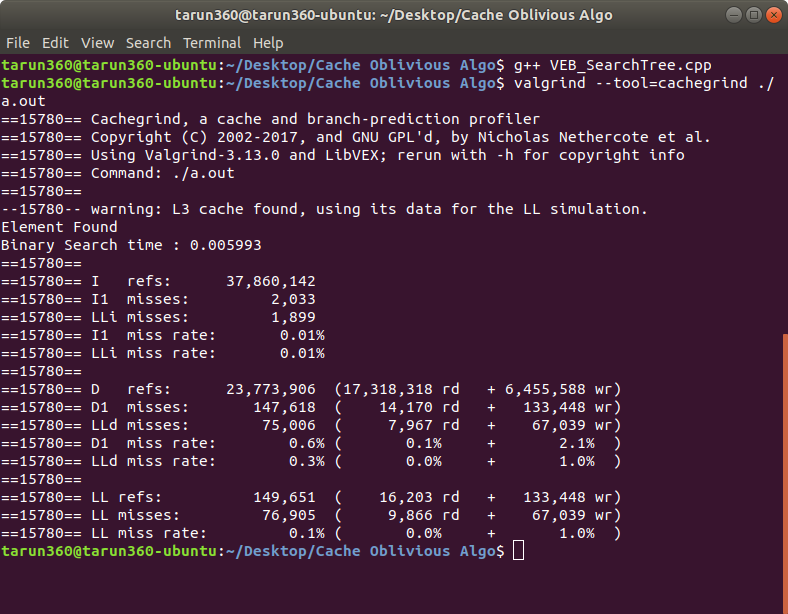 tarun360@tarun360-ubuntu: ~/Desktop/Cache Oblivious Algo
File Edit View Search Terminal Help
tarun360@tarun360-ubuntu:~/Desktop/Cache Oblivious Algo$ g++ VEB_SearchTree.cpp
tarun360@tarun360-ubuntu:~/Desktop/Cache Oblivious Algo$ valgrind --tool=cachegrind ./
a.out
==15780== Cachegrind, a cache and branch-prediction profiler
==15780== Copyright (C) 2002-2017, and GNU GPL'd, by Nicholas Nethercote et al.
==15780== Using Valgrind-3.13.0 and LibVEX; rerun with -h for copyright info
==15780== Command: ./a.out
==15780==
--15780-- warning: L3 cache found, using its data for the LL simulation.
Element Found
Binary Search time : 0.005993
==15780==
==15780== I   refs:      37,860,142
==15780== I1  misses:         2,033
==15780== LLi misses:         1,899
==15780== I1  miss rate:       0.01%
==15780== LLi miss rate:       0.01%
==15780==
==15780== D   refs:      23,773,906  (17,318,318 rd   + 6,455,588 wr)
==15780== D1  misses:       147,618  (    14,170 rd   +   133,448 wr)
==15780== LLd misses:        75,006  (     7,967 rd   +    67,039 wr)
==15780== D1  miss rate:        0.6% (       0.1%     +       2.1%  )
==15780== LLd miss rate:        0.3% (       0.0%     +       1.0%  )
==15780==
==15780== LL refs:          149,651  (    16,203 rd   +   133,448 wr)
==15780== LL misses:         76,905  (     9,866 rd   +    67,039 wr)
==15780== LL miss rate:         0.1% (       0.0%     +       1.0%  )
tarun360@tarun360-ubuntu:~/Desktop/Cache Oblivious Algo$